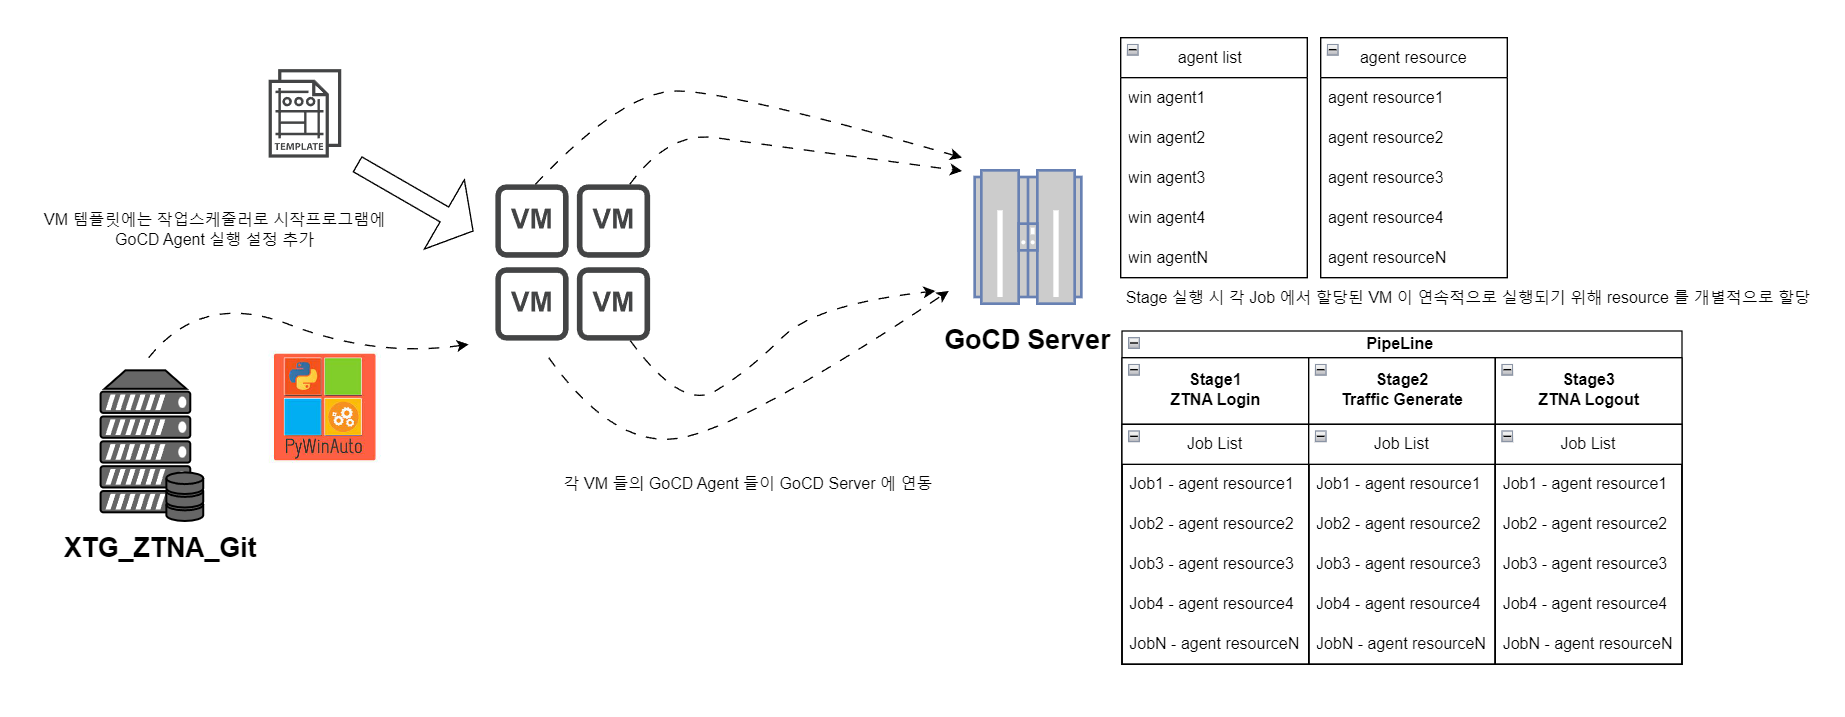 TEMPLATE
VM 템플릿에는 작업스케줄러로 시작프로그램에
GoCD Agent 실행 설정 추가
VM
VM
VM
VM
PyWinAuto
XTG_ZTNA_Git
각 VM 들의 GoCD Agent 들이 GoCD Server 에 연동
GoCD Server
agent list
win agent1
win agent2
win agent3
win agent4
win agentN
agent resource
agent resource1
agent resource2
agent resource3
agent resource4
agent resourceN
Stage 실행 시 각 Job 에서 할당된 VM 이 연속적으로 실행되기 위해 resource 를 개별적으로 할당
PipeLine
Stage1
ZTNA Login
Job List
Job1 - agent resource1
Job2 - agent resource2
Job3 - agent resource3
Job4 - agent resource4
JobN - agent resourceN
Stage2
Traffic Generate
Job List
Job1 - agent resource1
Job2 - agent resource2
Job3 - agent resource3
Job4 - agent resource4
JobN - agent resourceN
Stage3
ZTNA Logout
Job List
Job1 - agent resource1
Job2 - agent resource2
Job3 - agent resource3
Job4 - agent resource4
JobN - agent resourceN